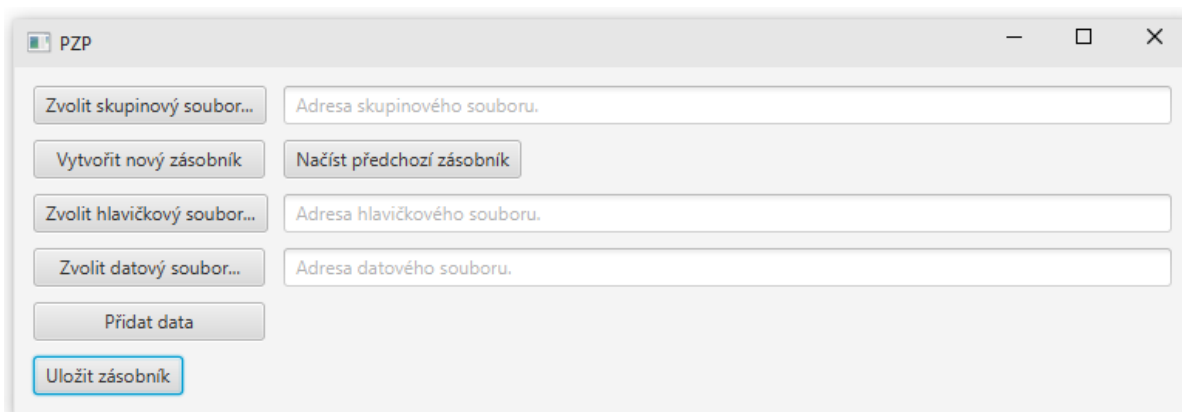 PZP
Zvolit skupinový soubor... Adresa skupinového souboru.
Vytvořit nový zásobník Načíst předchozí zásobník
Zvolit hlavičkový soubor... Adresa hlavičkového souboru.
Zvolit datový soubor... Adresa datového souboru.
Přidat data
Uložit zásobník